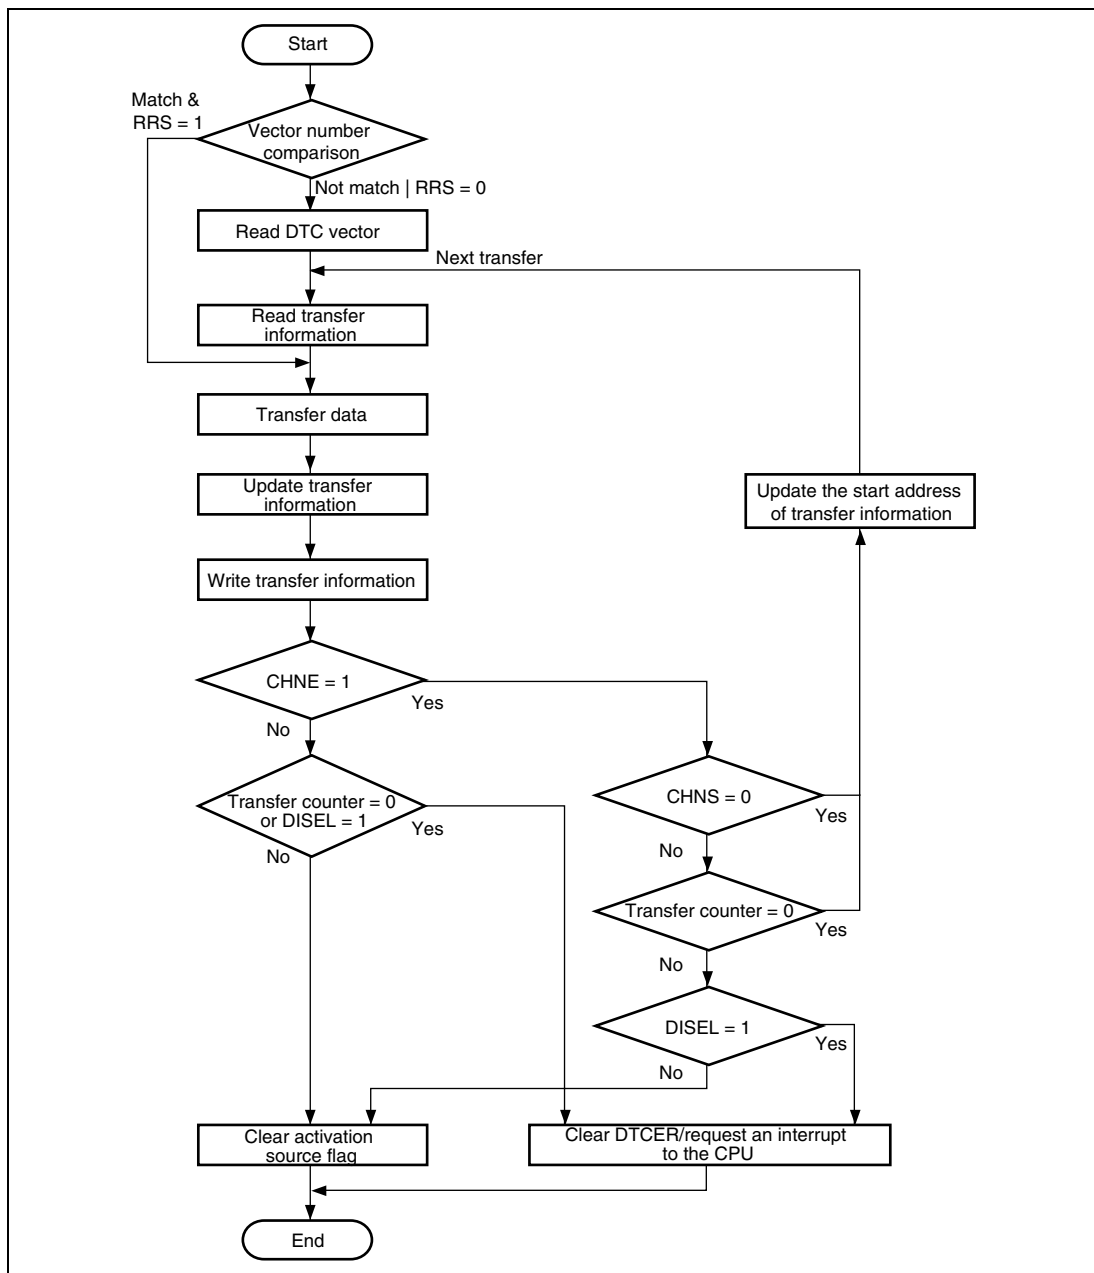 Start
Match &
RRS = 1
Vector number
comparison
Not match | RRS = 0
Read DTC vector
Next transfer
Read transfer
information
Transfer data
Update transfer
information
Update the start address
of transfer information
Write transfer information
CHNE = 1
Yes
No
Transfer counter = 0
or DISEL = 1
Yes
No
CHNS = 0
Yes
No
Transfer counter = 0
Yes
No
DISEL = 1
Yes
No
Clear activation
source flag
Clear DTCER/request an interrupt
to the CPU
End